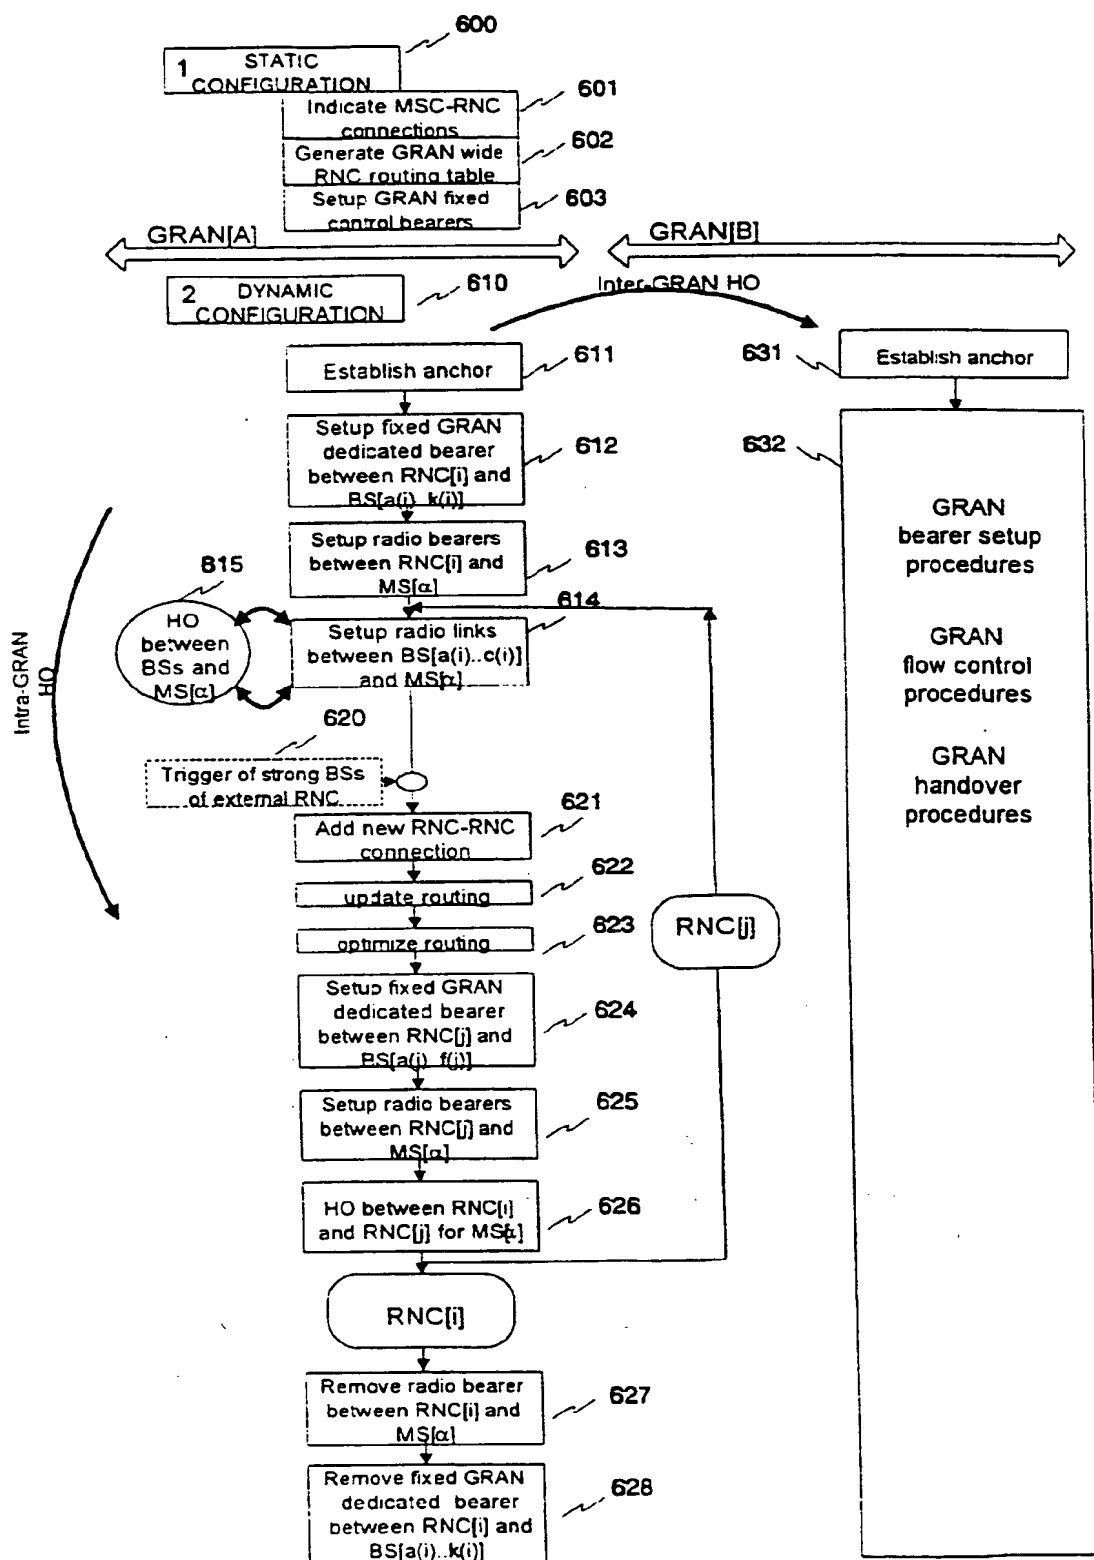 600
1 STATIC
CONFIGURATION
601
Indicate MSC-RNC
connections
602
Generate GRAN wide
RNC routing table
603
Setup GRAN fixed
control bearers
GRAN[A]
GRAN[B]
610
2 DYNAMIC
CONFIGURATION
Inter-GRAN HO
611
Establish anchor
631
Establish anchor
612
Setup fixed GRAN
dedicated bearer
between RNC[i] and
BS[a(i)..k(i)]
632
GRAN
bearer setup
procedures
GRAN
flow control
procedures
GRAN
handover
procedures
613
Setup radio bearers
between RNC[i] and
MS[α]
815
HO
between
BSs and
MS[α]
614
Setup radio links
between BS[a(i)..c(i)]
and MS[α]
Intra-GRAN
HO
620
Trigger of strong BSs
of external RNC
621
Add new RNC-RNC
connection
622
update routing
623
optimize routing
RNC[j]
624
Setup fixed GRAN
dedicated bearer
between RNC[j] and
BS[a(j)..f(j)]
625
Setup radio bearers
between RNC[j] and
MS[α]
626
HO between RNC[i]
and RNC[j] for MS[α]
RNC[i]
627
Remove radio bearer
between RNC[i] and
MS[α]
628
Remove fixed GRAN
dedicated bearer
between RNC[i] and
BS[a(i)..k(i)]